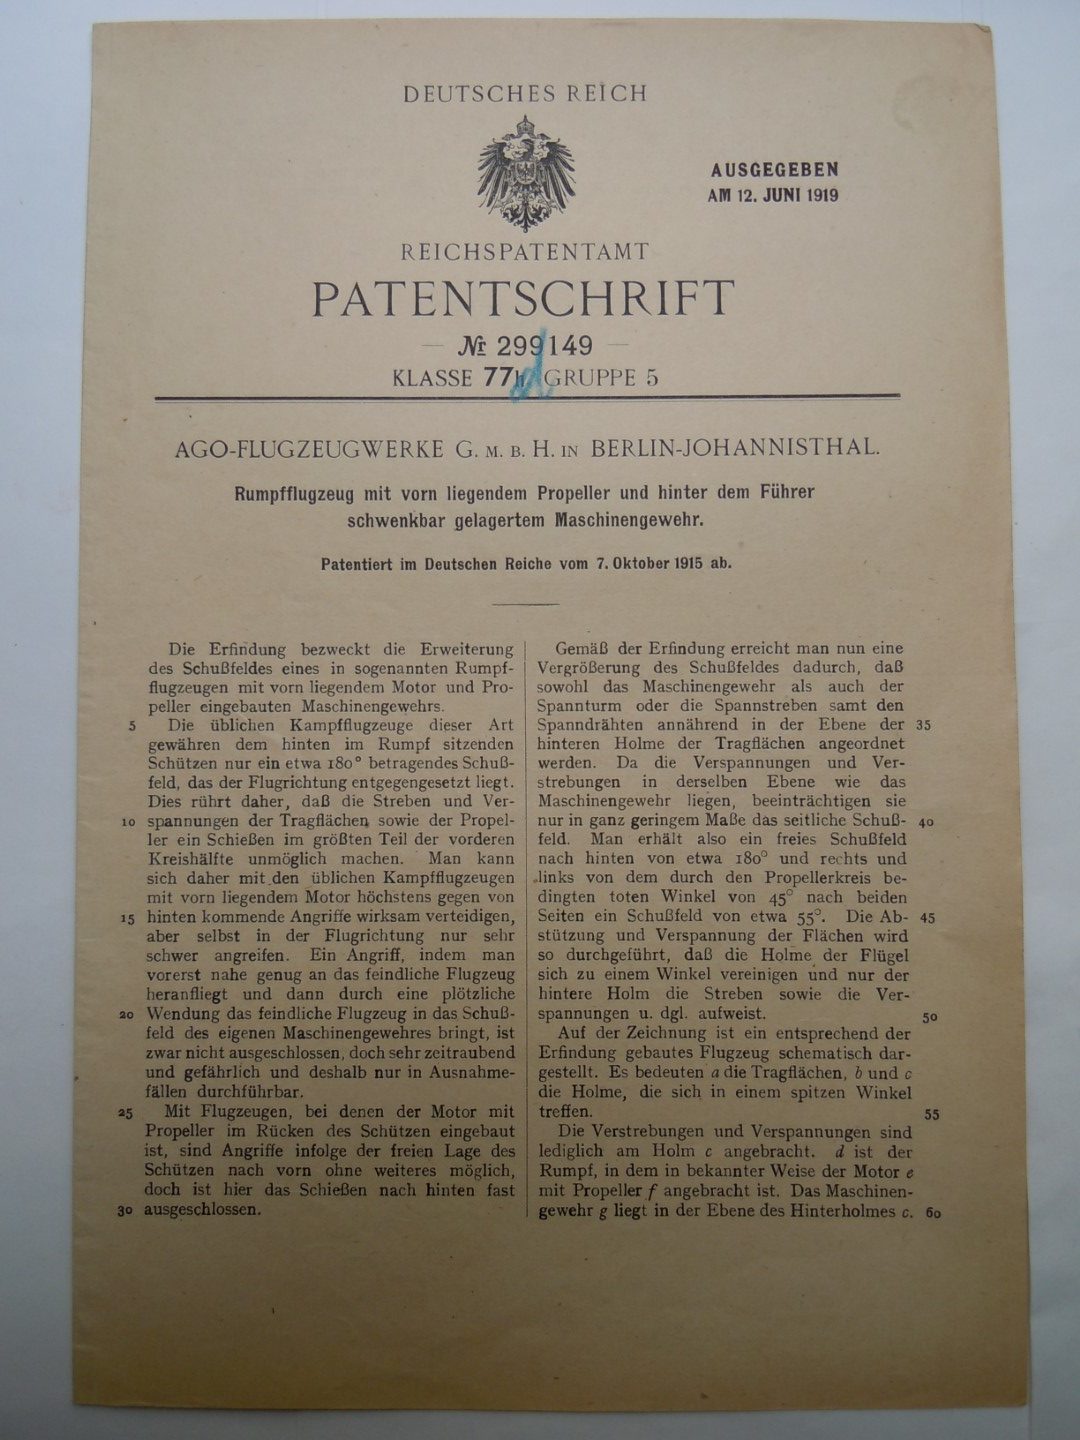 DEUTSCHES REICH
AUSGEGEBEN
AM 12. JUNI 1919
REICHSPATENTAMT
PATENTSCHRIFT
— № 299149 —
KLASSE 77h d GRUPPE 5
AGO-FLUGZEUGWERKE G. M. B. H. IN BERLIN-JOHANNISTHAL.
Rumpfflugzeug mit vorn liegendem Propeller und hinter dem Führer
schwenkbar gelagertem Maschinengewehr.
Patentiert im Deutschen Reiche vom 7. Oktober 1915 ab.
Die Erfindung bezweckt die Erweiterung
des Schußfeldes eines in sogenannten Rumpf-
flugzeugen mit vorn liegendem Motor und Pro-
peller eingebauten Maschinengewehrs.
5 Die üblichen Kampfflugzeuge dieser Art
gewähren dem hinten im Rumpf sitzenden
Schützen nur ein etwa 180° betragendes Schuß-
feld, das der Flugrichtung entgegengesetzt liegt.
Dies rührt daher, daß die Streben und Ver-
10 spannungen der Tragflächen sowie der Propel-
ler ein Schießen im größten Teil der vorderen
Kreishälfte unmöglich machen. Man kann
sich daher mit den üblichen Kampfflugzeugen
mit vorn liegendem Motor höchstens gegen von
15 hinten kommende Angriffe wirksam verteidigen,
aber selbst in der Flugrichtung nur sehr
schwer angreifen. Ein Angriff, indem man
vorerst nahe genug an das feindliche Flugzeug
heranfliegt und dann durch eine plötzliche
20 Wendung das feindliche Flugzeug in das Schuß-
feld des eigenen Maschinengewehres bringt, ist
zwar nicht ausgeschlossen, doch sehr zeitraubend
und gefährlich und deshalb nur in Ausnahme-
fällen durchführbar.
25 Mit Flugzeugen, bei denen der Motor mit
Propeller im Rücken des Schützen eingebaut
ist, sind Angriffe infolge der freien Lage des
Schützen nach vorn ohne weiteres möglich,
doch ist hier das Schießen nach hinten fast
30 ausgeschlossen.
Gemäß der Erfindung erreicht man nun eine
Vergrößerung des Schußfeldes dadurch, daß
sowohl das Maschinengewehr als auch der
Spannturm oder die Spannstreben samt den
Spanndrähten annährend in der Ebene der 35
hinteren Holme der Tragflächen angeordnet
werden. Da die Verspannungen und Ver-
strebungen in derselben Ebene wie das
Maschinengewehr liegen, beeinträchtigen sie
nur in ganz geringem Maße das seitliche Schuß- 40
feld. Man erhält also ein freies Schußfeld
nach hinten von etwa 180° und rechts und
links von dem durch den Propellerkreis be-
dingten toten Winkel von 45° nach beiden
Seiten ein Schußfeld von etwa 55°. Die Ab- 45
stützung und Verspannung der Flächen wird
so durchgeführt, daß die Holme der Flügel
sich zu einem Winkel vereinigen und nur der
hintere Holm die Streben sowie die Ver-
spannungen u. dgl. aufweist. 50
Auf der Zeichnung ist ein entsprechend der
Erfindung gebautes Flugzeug schematisch dar-
gestellt. Es bedeuten a die Tragflächen, b und c
die Holme, die sich in einem spitzen Winkel
treffen. 55
Die Verstrebungen und Verspannungen sind
lediglich am Holm c angebracht. d ist der
Rumpf, in dem in bekannter Weise der Motor e
mit Propeller f angebracht ist. Das Maschinen-
gewehr g liegt in der Ebene des Hinterholmes c. 60